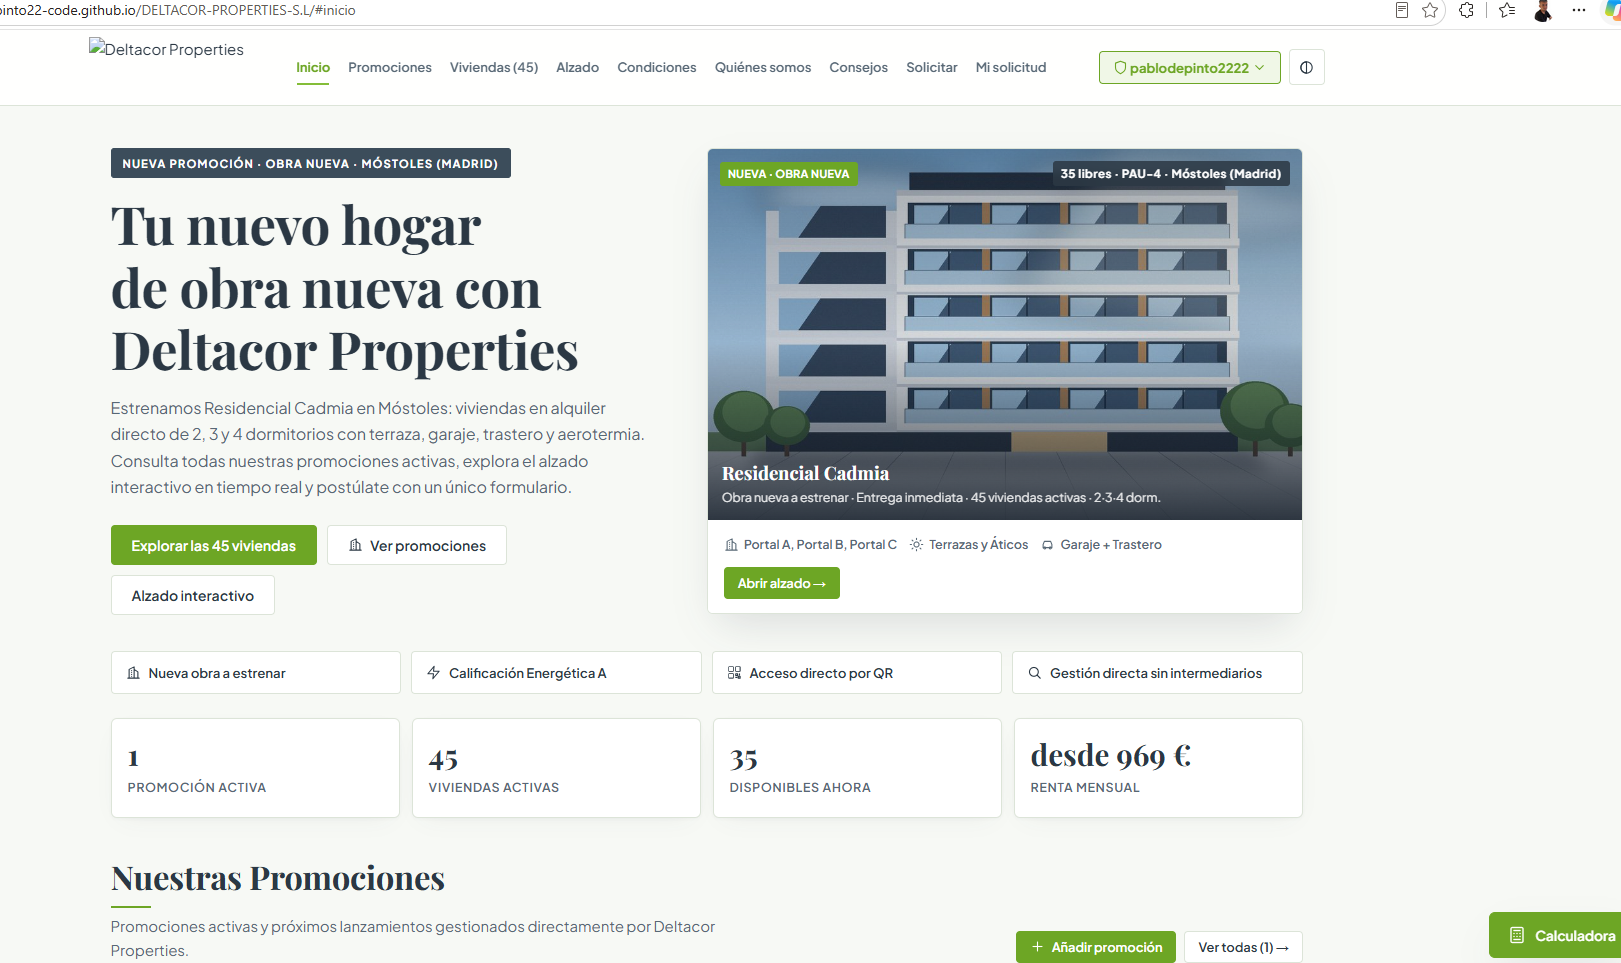 pinto22-code.github.io/DELTACOR-PROPERTIES-S.L/#inicio
Deltacor Properties
Inicio
Promociones
Viviendas (45)
Alzado
Condiciones
Quiénes somos
Consejos
Solicitar
Mi solicitud
pablodepinto2222
NUEVA PROMOCIÓN · OBRA NUEVA · MÓSTOLES (MADRID)
Tu nuevo hogar
de obra nueva con
Deltacor Properties
Estrenamos Residencial Cadmia en Móstoles: viviendas en alquiler
directo de 2, 3 y 4 dormitorios con terraza, garaje, trastero y aerotermia.
Consulta todas nuestras promociones activas, explora el alzado
interactivo en tiempo real y postúlate con un único formulario.
Explorar las 45 viviendas
Ver promociones
Alzado interactivo
NUEVA · OBRA NUEVA
35 libres · PAU-4 · Móstoles (Madrid)
Residencial Cadmia
Obra nueva a estrenar · Entrega inmediata · 45 viviendas activas · 2·3·4 dorm.
Portal A, Portal B, Portal C
Terrazas y Áticos
Garaje + Trastero
Abrir alzado →
Nueva obra a estrenar
Calificación Energética A
Acceso directo por QR
Gestión directa sin intermediarios
1
PROMOCIÓN ACTIVA
45
VIVIENDAS ACTIVAS
35
DISPONIBLES AHORA
desde 969 €
RENTA MENSUAL
Nuestras Promociones
Promociones activas y próximos lanzamientos gestionados directamente por Deltacor
Properties.
+ Añadir promoción
Ver todas (1) →
Calculadora